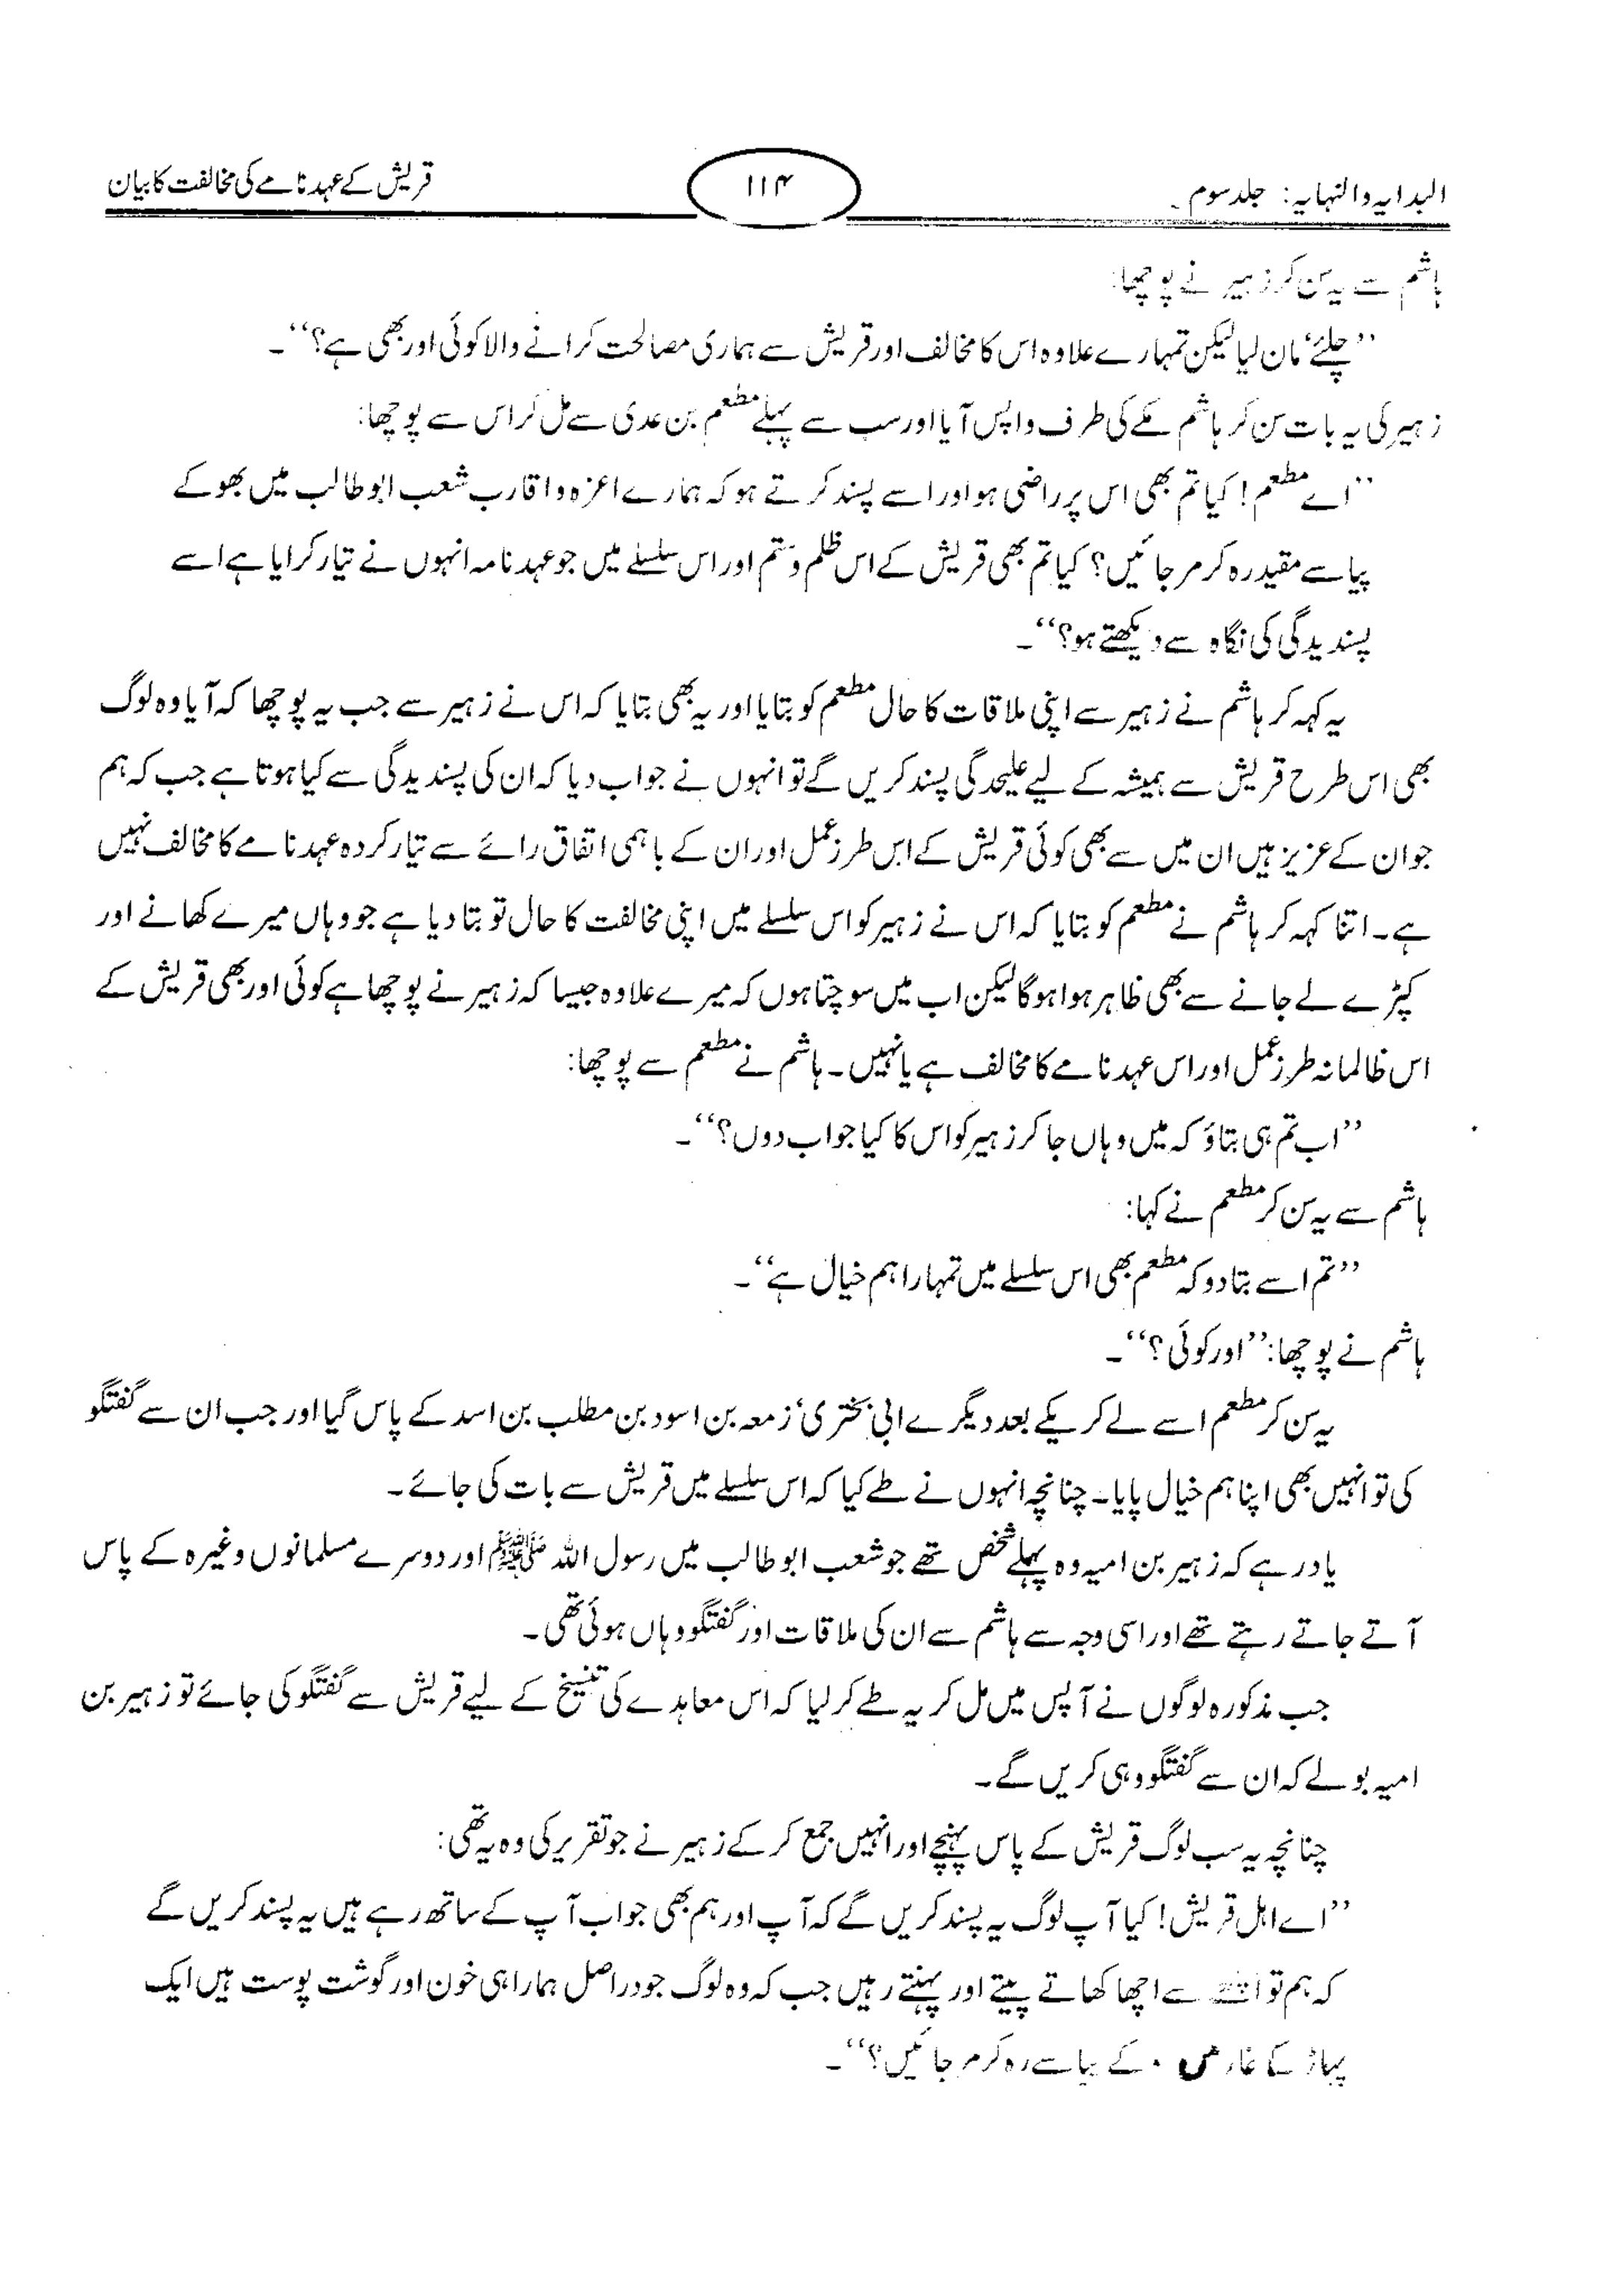 البدایہ والنہایہ: جلد سوم۔
۱۱۴
قریش کے عہد نامے کی مخالفت کا بیان
ہاشم سے یہ سن کر زہیر نے پوچھا:
’’چلئے‘ مان لیا لیکن تمہارے علاوہ اس کا مخالف اور قریش سے ہماری مصالحت کرانے والا کوئی اور بھی ہے؟‘‘۔
زہیر کی یہ بات سن کر ہاشم مکے کی طرف واپس آیا اور سب سے پہلے مطعم بن عدی سے مل کر اس سے پوچھا:
’’اے مطعم! کیا تم بھی اس پر راضی ہو اور اسے پسند کرتے ہو کہ ہمارے اعزہ و اقارب شعب ابو طالب میں بھوکے
پیاسے مقید رہ کر مر جائیں؟ کیا تم بھی قریش کے اس ظلم و ستم اور اس سلسلے میں جو عہد نامہ انہوں نے تیار کرایا ہے اسے
پسندیدگی کی نگاہ سے دیکھتے ہو؟‘‘۔
یہ کہہ کر ہاشم نے زہیر سے اپنی ملاقات کا حال مطعم کو بتایا اور یہ بھی بتایا کہ اس نے زہیر سے جب یہ پوچھا کہ آیا وہ لوگ
بھی اس طرح قریش سے ہمیشہ کے لیے علیحدگی پسند کریں گے تو انہوں نے جواب دیا کہ ان کی پسندیدگی سے کیا ہوتا ہے جب کہ ہم
جو ان کے عزیز ہیں ان میں سے بھی کوئی قریش کے اس طرز عمل اور ان کے باہمی اتفاق رائے سے تیار کردہ عہد نامے کا مخالف نہیں
ہے۔ اتنا کہہ کر ہاشم نے مطعم کو بتایا کہ اس نے زہیر کو اس سلسلے میں اپنی مخالفت کا حال تو بتا دیا ہے جو وہاں میرے کھانے اور
کپڑے لے جانے سے بھی ظاہر ہوا ہوگا لیکن اب میں سوچتا ہوں کہ میرے علاوہ جیسا کہ زہیر نے پوچھا ہے کوئی اور بھی قریش کے
اس ظالمانہ طرز عمل اور اس عہد نامے کا مخالف ہے یا نہیں۔ ہاشم نے مطعم سے پوچھا:
’’اب تم ہی بتاؤ کہ میں وہاں جا کر زہیر کو اس کا کیا جواب دوں؟‘‘۔
ہاشم سے یہ سن کر مطعم نے کہا:
’’تم اسے بتا دو کہ مطعم بھی اس سلسلے میں تمہارا ہم خیال ہے‘‘۔
ہاشم نے پوچھا: ’’اور کوئی؟‘‘۔
یہ سن کر مطعم اسے لے کر یکے بعد دیگرے ابی بختری‘ زمعہ بن اسود بن مطلب بن اسد کے پاس گیا اور جب ان سے گفتگو
کی تو انہیں بھی اپنا ہم خیال پایا۔ چنانچہ انہوں نے طے کیا کہ اس سلسلے میں قریش سے بات کی جائے۔
یاد رہے کہ زہیر بن امیہ وہ پہلے شخص تھے جو شعب ابو طالب میں رسول اللہ ﷺ اور دوسرے مسلمانوں وغیرہ کے پاس
آتے جاتے رہتے تھے اور اسی وجہ سے ہاشم سے ان کی ملاقات اور گفتگو وہاں ہوئی تھی۔
جب مذکورہ لوگوں نے آپس میں مل کر یہ طے کر لیا کہ اس معاہدے کی تنسیخ کے لیے قریش سے گفتگو کی جائے تو زہیر بن
امیہ بولے کہ ان سے گفتگو وہی کریں گے۔
چنانچہ یہ سب لوگ قریش کے پاس پہنچے اور انہیں جمع کر کے زہیر نے جو تقریر کی وہ یہ تھی:
’’اے اہل قریش! کیا آپ لوگ یہ پسند کریں گے کہ آپ اور ہم بھی جو اب آپ کے ساتھ رہے ہیں یہ پسند کریں گے
کہ ہم تو اچھے سے اچھا کھاتے پیتے اور پہنتے رہیں جب کہ وہ لوگ جو دراصل ہمارا ہی خون اور گوشت پوست ہیں ایک
پہاڑ کے غار میں کے پیاسے رہ کر مر جائیں؟‘‘۔